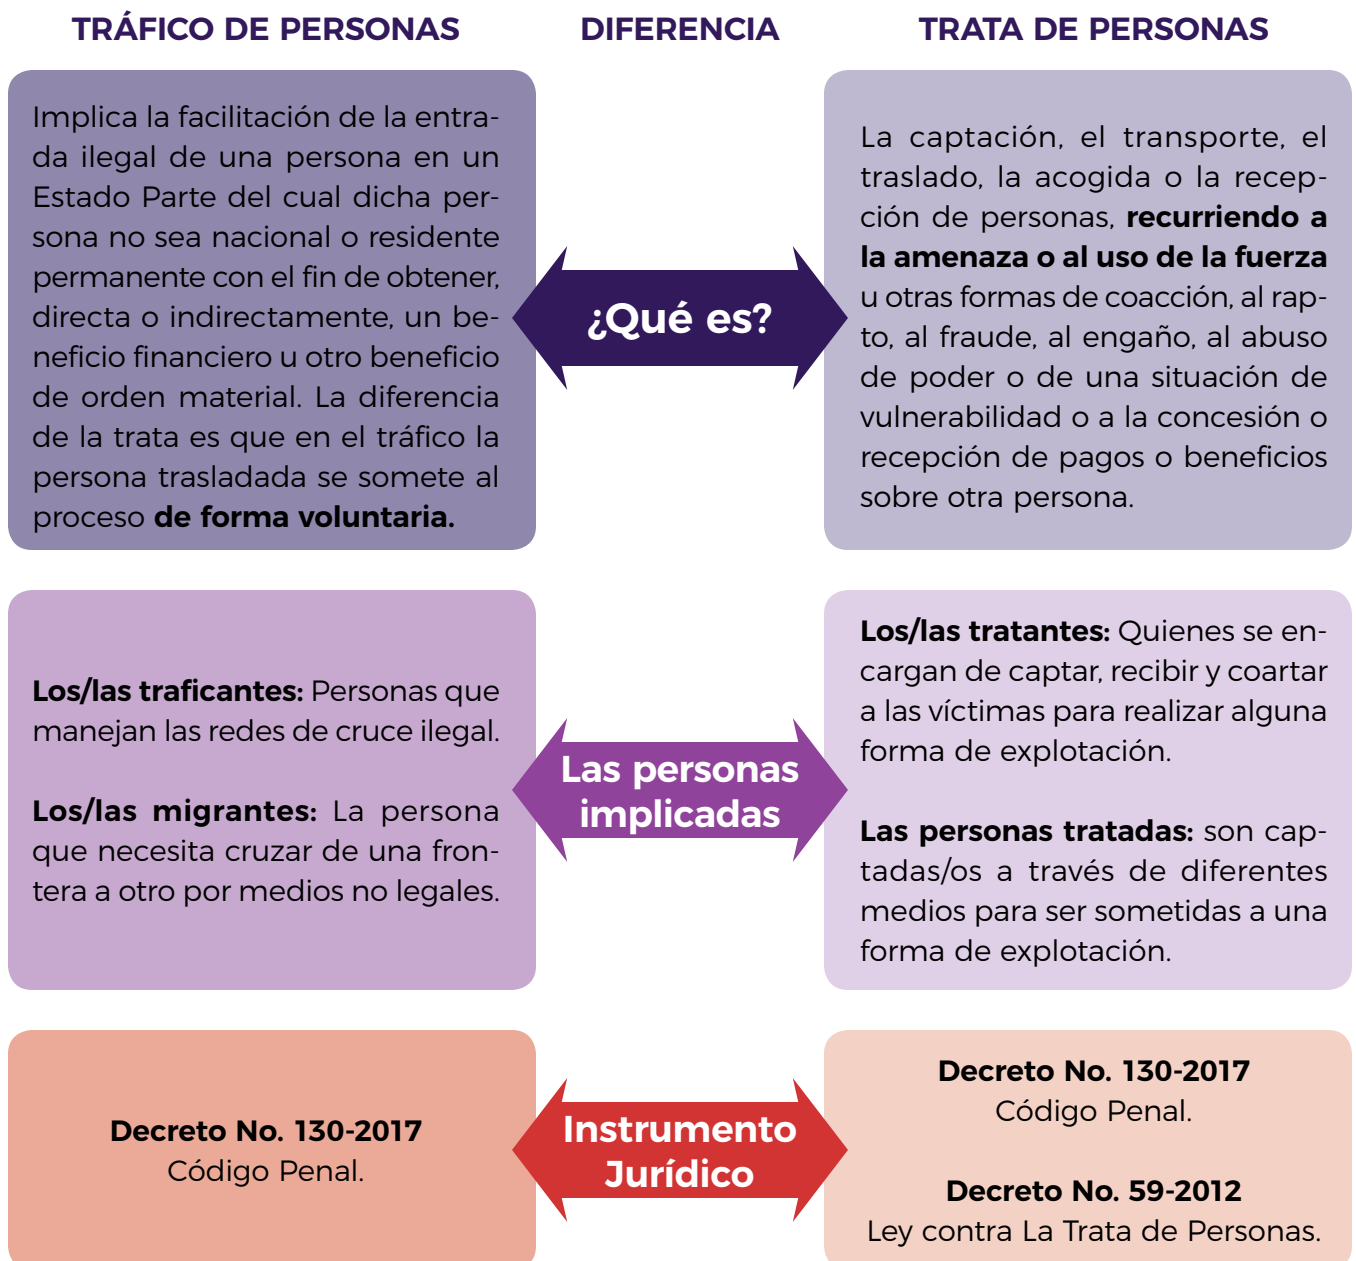 TRÁFICO DE PERSONAS
DIFERENCIA
TRATA DE PERSONAS
Implica la facilitación de la entra-
da ilegal de una persona en un
Estado Parte del cual dicha per-
sona no sea nacional o residente
permanente con el fin de obtener,
directa o indirectamente, un be-
neficio financiero u otro beneficio
de orden material. La diferencia
de la trata es que en el tráfico la
persona trasladada se somete al
proceso de forma voluntaria.
¿Qué es?
La captación, el transporte, el
traslado, la acogida o la recep-
ción de personas, recurriendo a
la amenaza o al uso de la fuerza
u otras formas de coacción, al rap-
to, al fraude, al engaño, al abuso
de poder o de una situación de
vulnerabilidad o a la concesión o
recepción de pagos o beneficios
sobre otra persona.
Los/las traficantes: Personas que
manejan las redes de cruce ilegal.
Los/las migrantes: La persona
que necesita cruzar de una fron-
tera a otro por medios no legales.
Las personas
implicadas
Los/las tratantes: Quienes se en-
cargan de captar, recibir y coartar
a las víctimas para realizar alguna
forma de explotación.
Las personas tratadas: son cap-
tadas/os a través de diferentes
medios para ser sometidas a una
forma de explotación.
Decreto No. 130-2017
Código Penal.
Instrumento
Jurídico
Decreto No. 130-2017
Código Penal.
Decreto No. 59-2012
Ley contra La Trata de Personas.